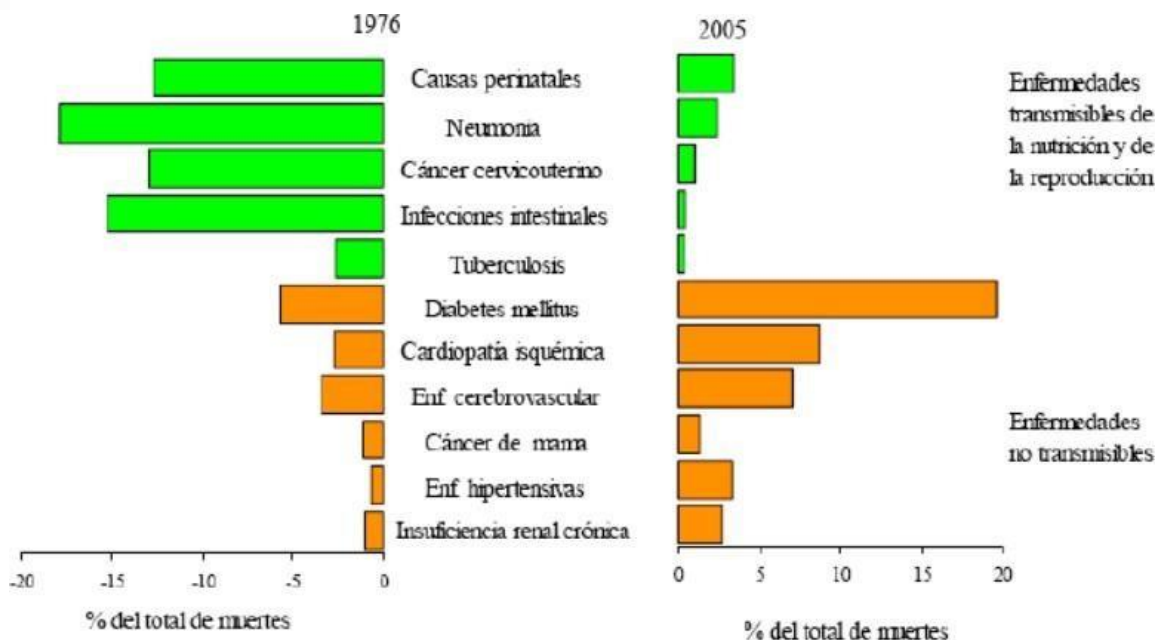 1976
2005
Causas perinatales
Neumonia
Cáncer cervicouterino
Infecciones intestinales
Tuberculosis
Diabetes mellitus
Cardiopatía isquémica
Enf. cerebrovascular
Cáncer de mama
Enf. hipertensivas
Insuficiencia renal crónica
Enfermedades
transmisibles de
la nutrición y de
la reproducción
Enfermedades
no transmisibles
-20 -15 -10 -5 0
0 5 10 15 20
% del total de muertes
% del total de muertes